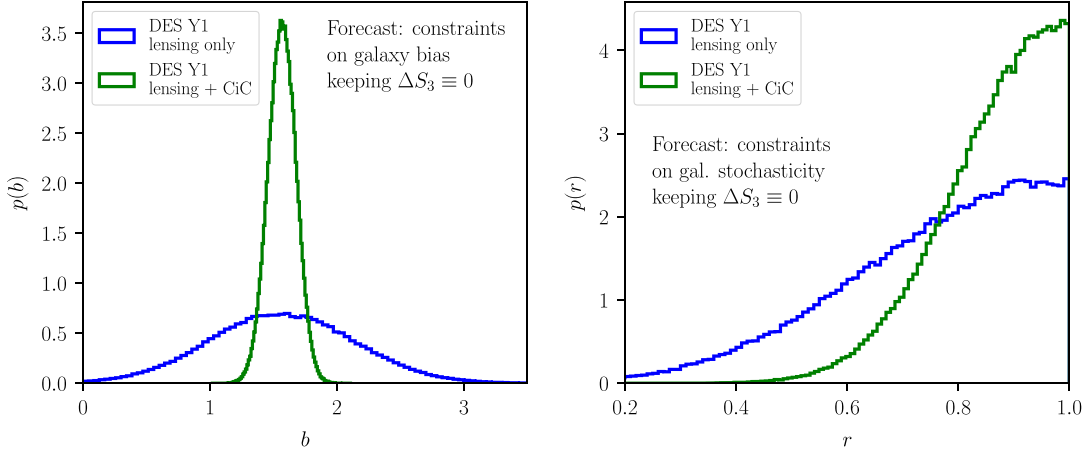 DES Y1
lensing only
DES Y1
lensing + CiC
Forecast: constraints
on galaxy bias
keeping ΔS₃ ≡ 0
p(b)
3.5
3.0
2.5
2.0
1.5
1.0
0.5
0.0
0
1
2
3
b
DES Y1
lensing only
DES Y1
lensing + CiC
Forecast: constraints
on gal. stochasticity
keeping ΔS₃ ≡ 0
p(r)
4
3
2
1
0
0.2
0.4
0.6
0.8
1.0
r